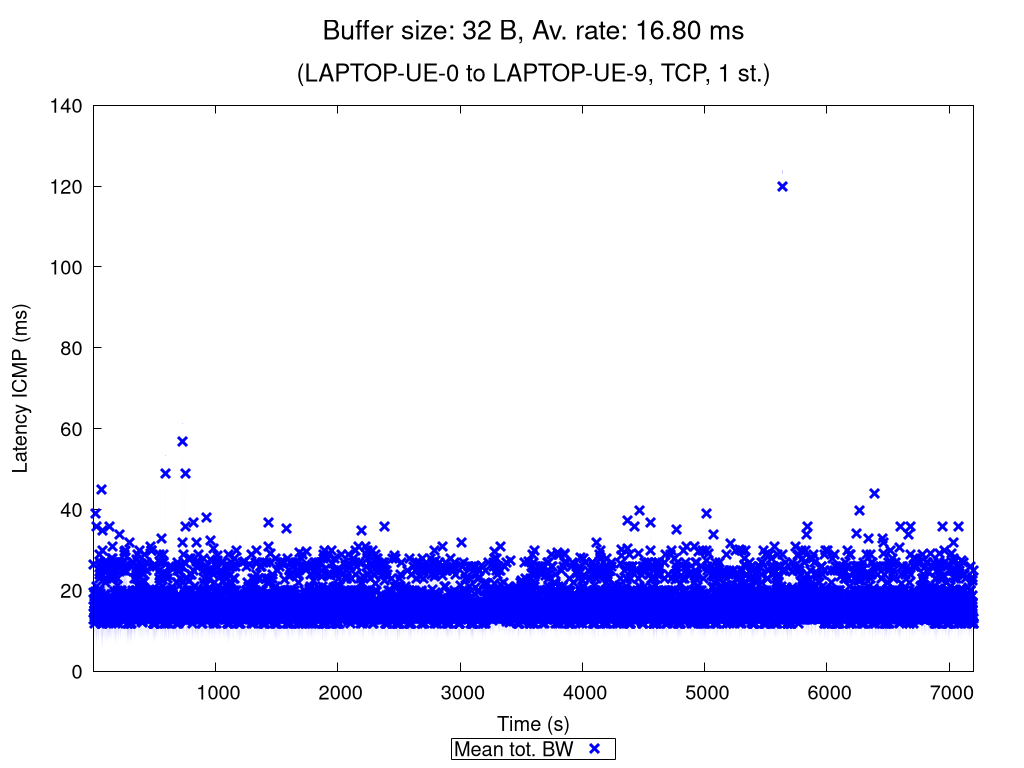 Buffer size: 32 B, Av. rate: 16.80 ms
(LAPTOP-UE-0 to LAPTOP-UE-9, TCP, 1 st.)
140
120
100
80
60
40
20
0
Latency ICMP (ms)
1000 2000 3000 4000 5000 6000 7000
Time (s)
Mean tot. BW